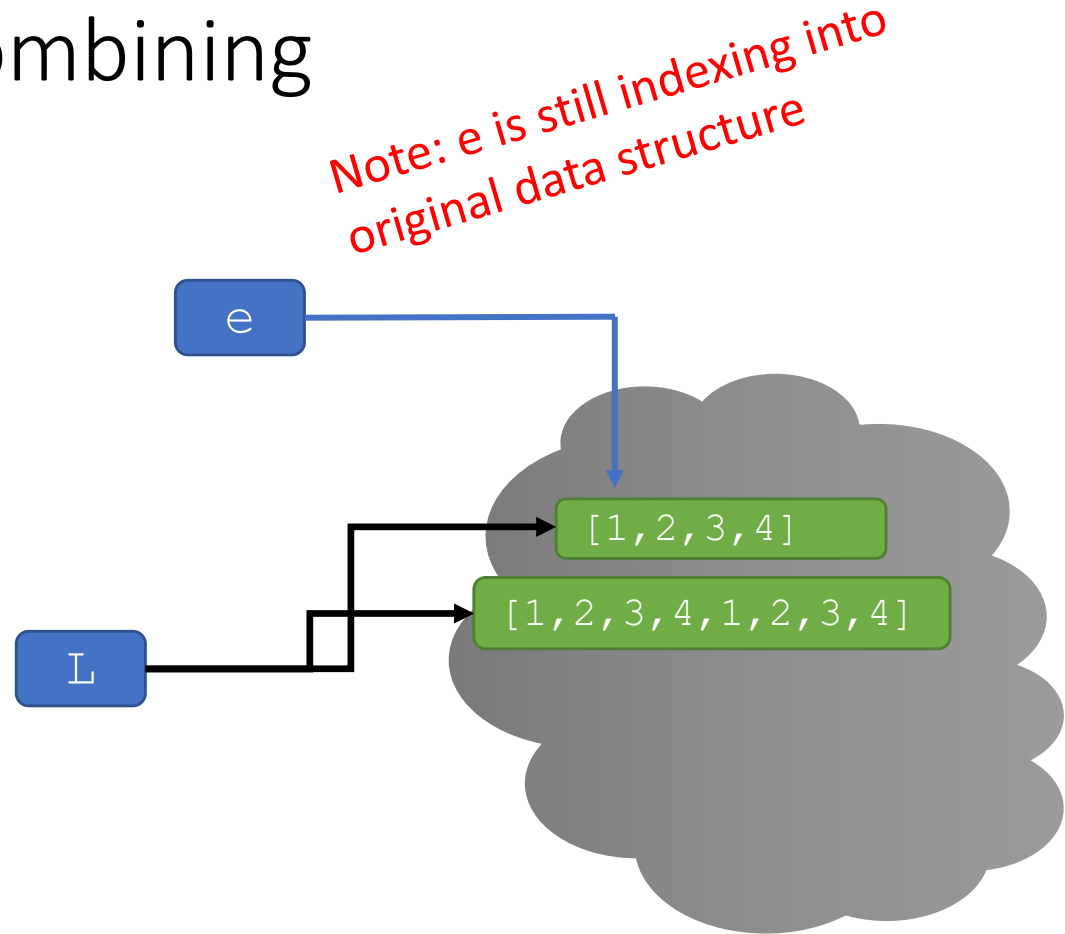 ombining
Note: e is still indexing into
original data structure
e
[1,2,3,4]
[1,2,3,4,1,2,3,4]
L